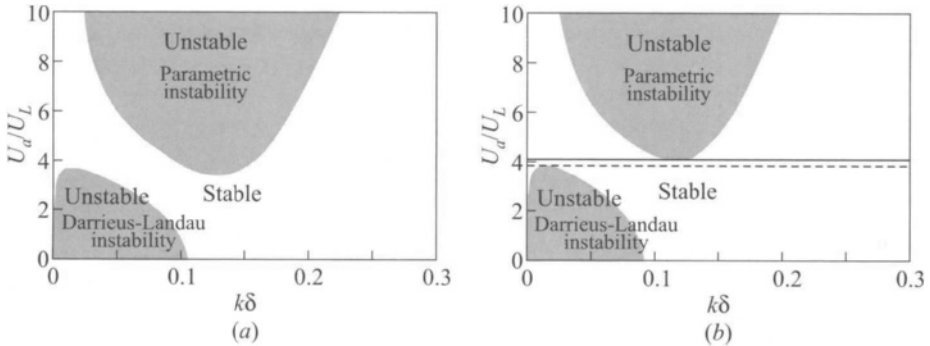 10
8
6
4
2
0
U_a/U_L
Unstable
Parametric
instability
Stable
Unstable
Darrieus-Landau
instability
0
0.1
0.2
0.3
kδ
(a)
10
8
6
4
2
0
U_a/U_L
Unstable
Parametric
instability
Stable
Unstable
Darrieus-Landau
instability
0
0.1
0.2
0.3
kδ
(b)